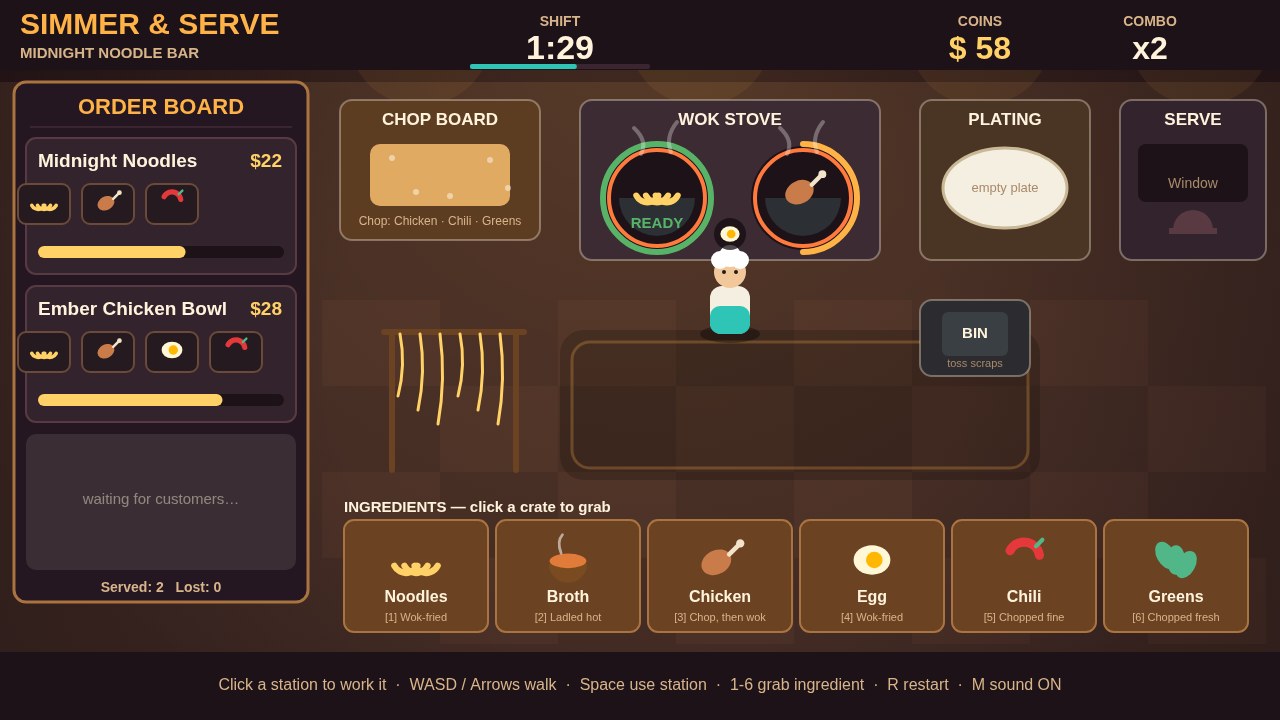 SIMMER & SERVE
MIDNIGHT NOODLE BAR
SHIFT
1:29
COINS
$ 58
COMBO
x2
ORDER BOARD
Midnight Noodles $22
Ember Chicken Bowl $28
waiting for customers…
Served: 2 Lost: 0
CHOP BOARD
Chop: Chicken · Chili · Greens
WOK STOVE
READY
PLATING
empty plate
SERVE
Window
BIN
toss scraps
INGREDIENTS — click a crate to grab
Noodles
[1] Wok-fried
Broth
[2] Ladled hot
Chicken
[3] Chop, then wok
Egg
[4] Wok-fried
Chili
[5] Chopped fine
Greens
[6] Chopped fresh
Click a station to work it · WASD / Arrows walk · Space use station · 1-6 grab ingredient · R restart · M sound ON